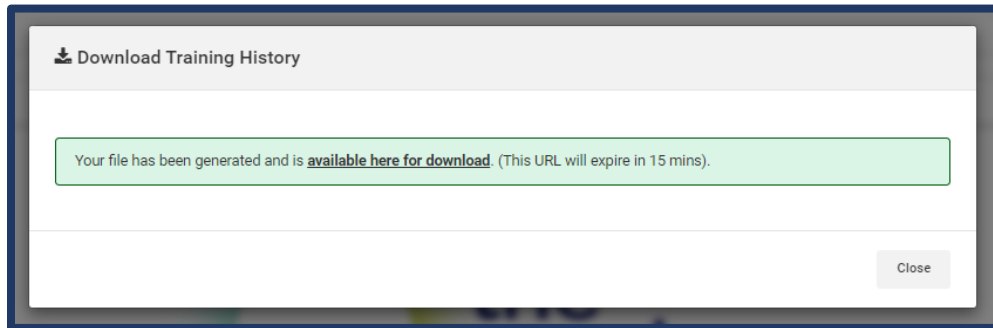 Download Training History
Your file has been generated and is available here for download. (This URL will expire in 15 mins).
Close